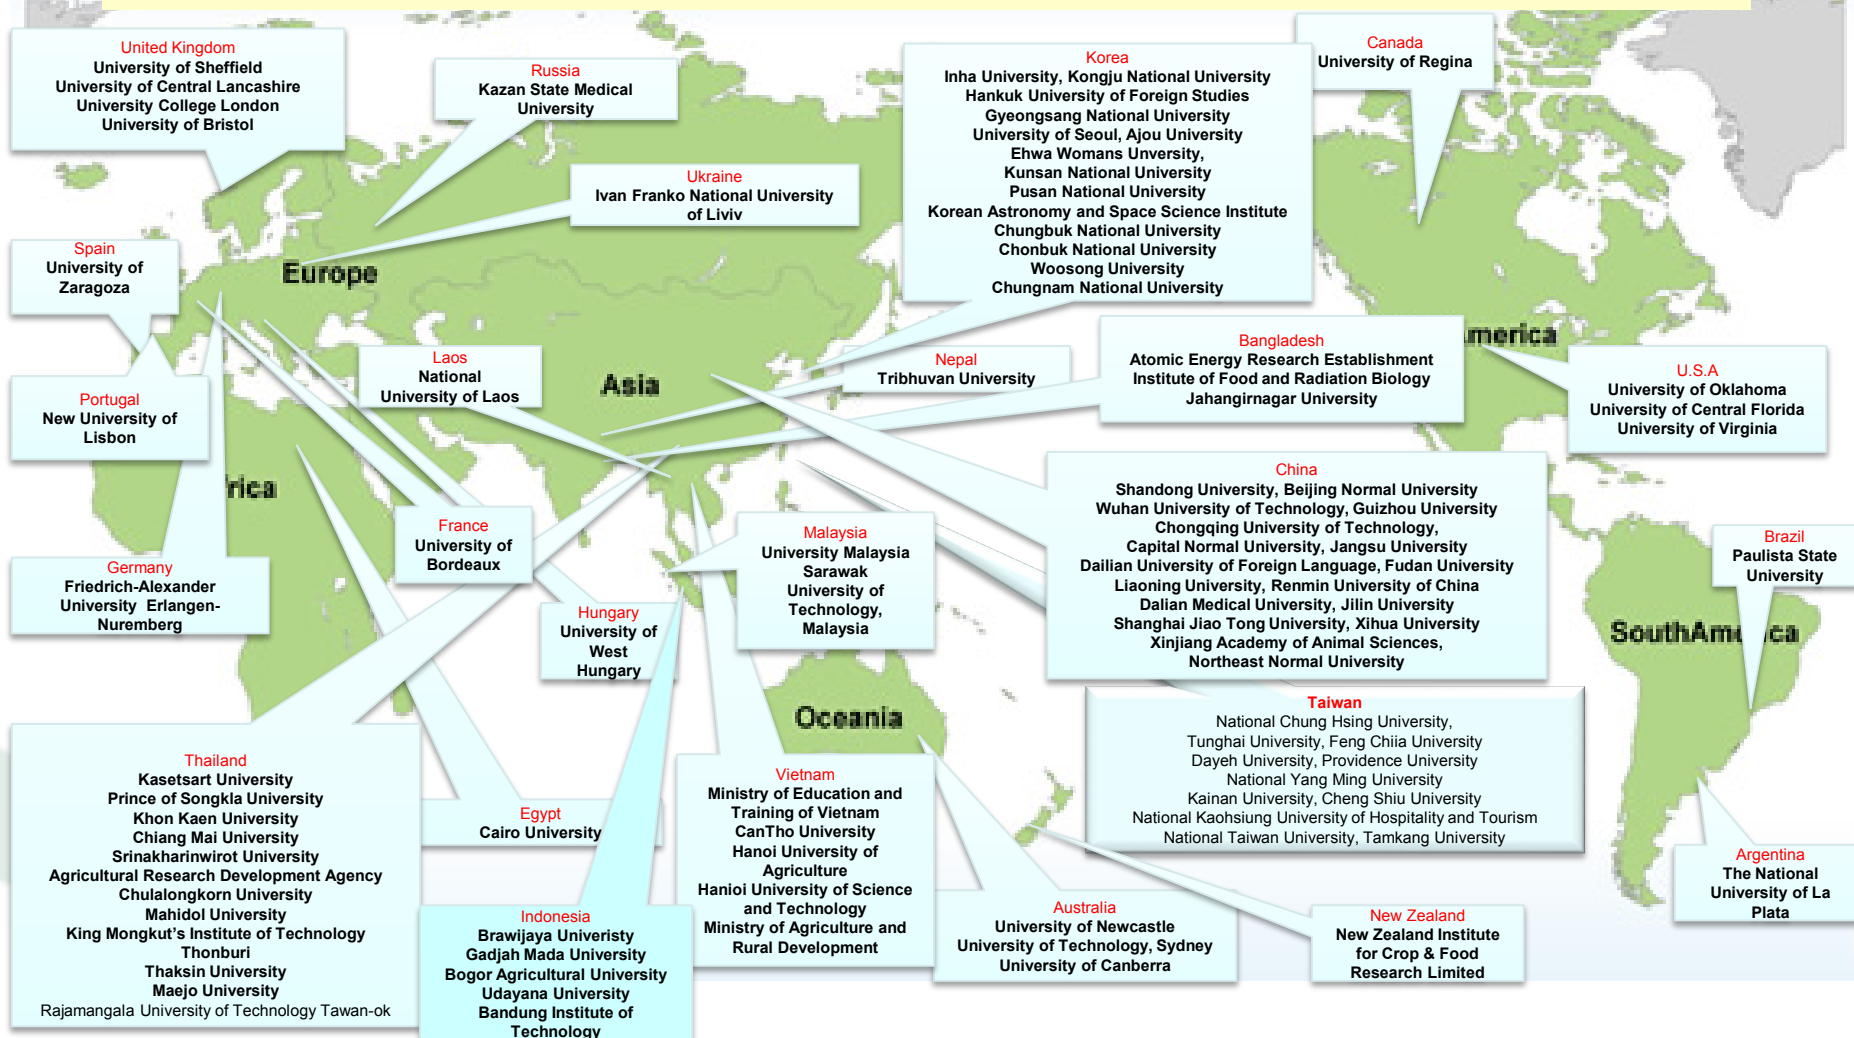 United Kingdom
University of Sheffield
University of Central Lancashire
University College London
University of Bristol
Russia
Kazan State Medical
University
Korea
Inha University, Kongju National University
Hankuk University of Foreign Studies
Gyeongsang National University
University of Seoul, Ajou University
Ehwa Womans Unversity,
Kunsan National University
Pusan National University
Korean Astronomy and Space Science Institute
Chungbuk National University
Chonbuk National University
Woosong University
Chungnam National University
Canada
University of Regina
Ukraine
Ivan Franko National University
of Liviv
Spain
University of
Zaragoza
Europe
Laos
National
University of Laos
Asia
Nepal
Tribhuvan University
Bangladesh
Atomic Energy Research Establishment
Institute of Food and Radiation Biology
Jahangirnagar University
merica
U.S.A
University of Oklahoma
University of Central Florida
University of Virginia
Portugal
New University of
Lisbon
rica
France
University of
Bordeaux
Malaysia
University Malaysia
Sarawak
University of
Technology,
Malaysia
China
Shandong University, Beijing Normal University
Wuhan University of Technology, Guizhou University
Chongqing University of Technology,
Capital Normal University, Jangsu University
Dailian University of Foreign Language, Fudan University
Liaoning University, Renmin University of China
Dalian Medical University, Jilin University
Shanghai Jiao Tong University, Xihua University
Xinjiang Academy of Animal Sciences,
Northeast Normal University
Brazil
Paulista State
University
Germany
Friedrich-Alexander
University Erlangen-
Nuremberg
Hungary
University of
West
Hungary
SouthAm ca
Oceania
Taiwan
National Chung Hsing University,
Tunghai University, Feng Chiia University
Dayeh University, Providence University
National Yang Ming University
Kainan University, Cheng Shiu University
National Kaohsiung University of Hospitality and Tourism
National Taiwan University, Tamkang University
Thailand
Kasetsart University
Prince of Songkla University
Khon Kaen University
Chiang Mai University
Srinakharinwirot University
Agricultural Research Development Agency
Chulalongkorn University
Mahidol University
King Mongkut's Institute of Technology
Thonburi
Thaksin University
Maejo University
Rajamangala University of Technology Tawan-ok
Egypt
Cairo University
Vietnam
Ministry of Education and
Training of Vietnam
CanTho University
Hanoi University of
Agriculture
Hanioi University of Science
and Technology
Ministry of Agriculture and
Rural Development
Argentina
The National
University of La
Plata
Indonesia
Brawijaya Univeristy
Gadjah Mada University
Bogor Agricultural University
Udayana University
Bandung Institute of
Technology
Australia
University of Newcastle
University of Technology, Sydney
University of Canberra
New Zealand
New Zealand Institute
for Crop & Food
Research Limited